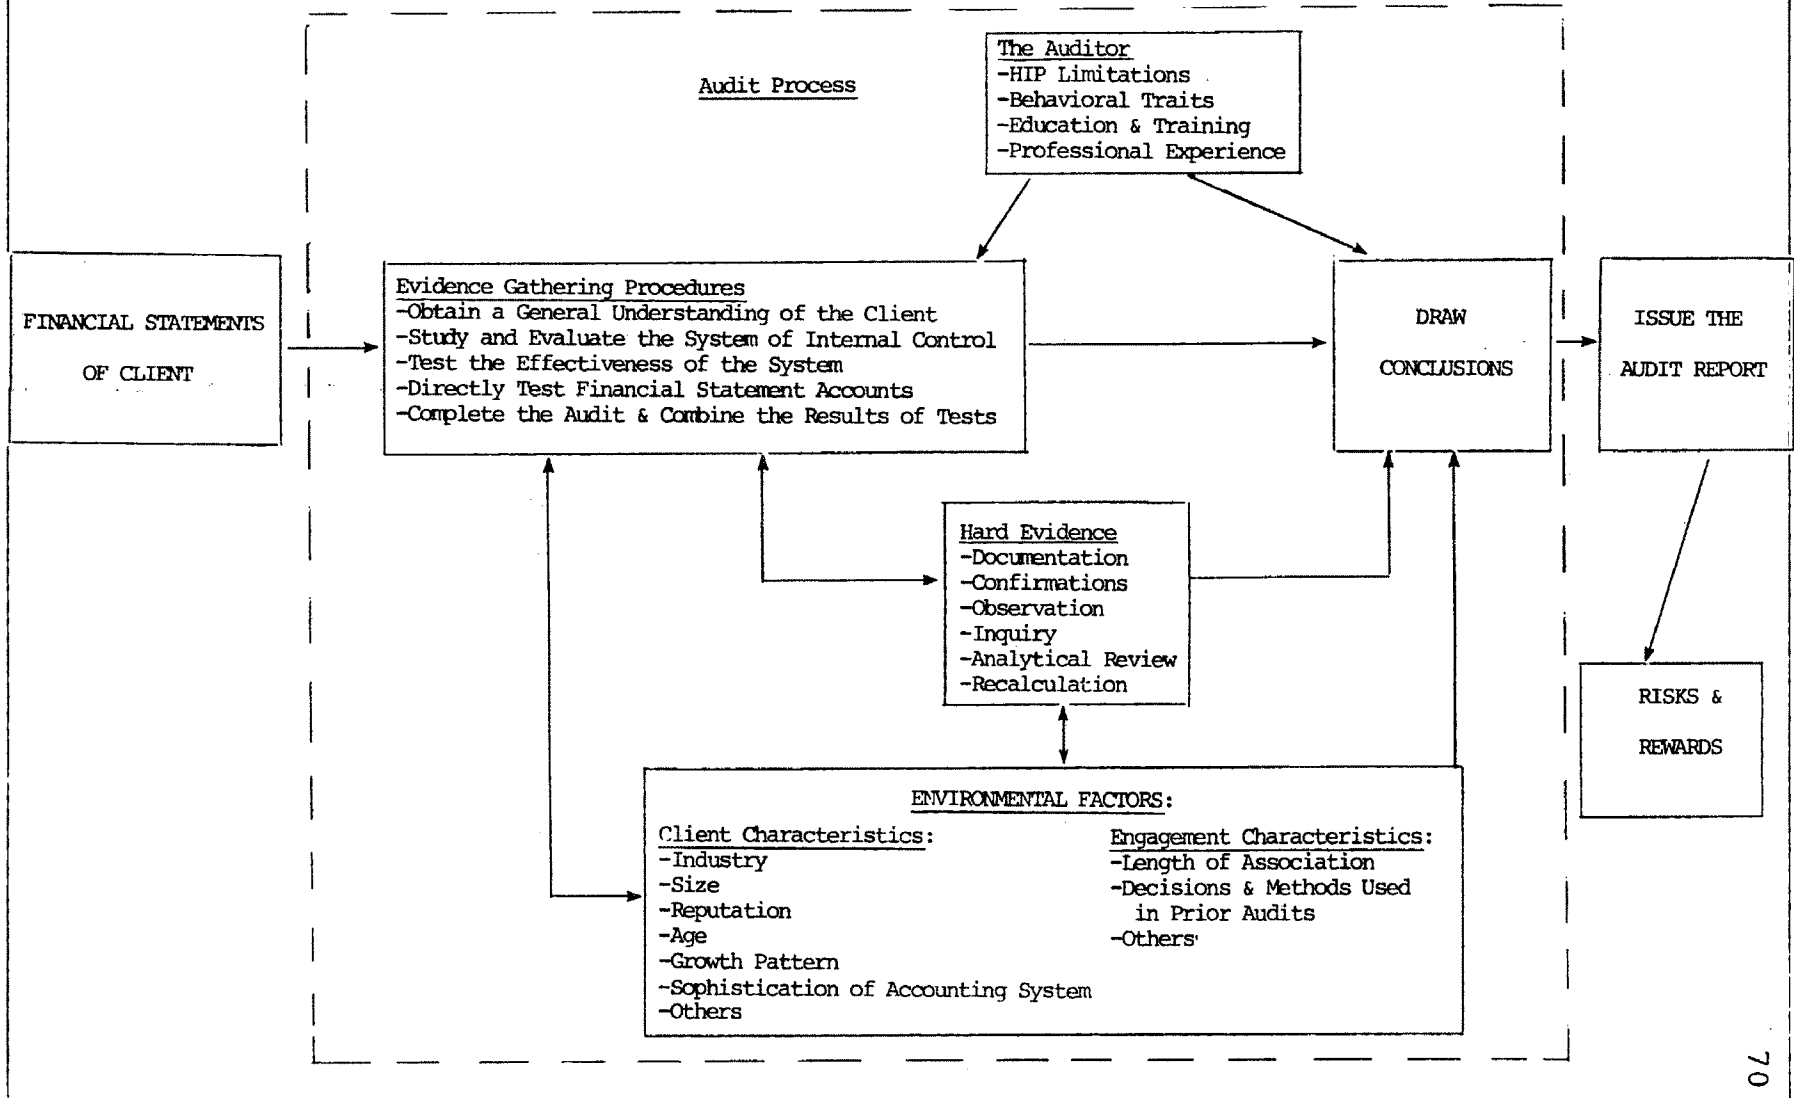 Audit Process
The Auditor
-HIP Limitations
-Behavioral Traits
-Education & Training
-Professional Experience
FINANCIAL STATEMENTS
OF CLIENT
Evidence Gathering Procedures
-Obtain a General Understanding of the Client
-Study and Evaluate the System of Internal Control
-Test the Effectiveness of the System
-Directly Test Financial Statement Accounts
-Complete the Audit & Combine the Results of Tests
DRAW
CONCLUSIONS
ISSUE THE
AUDIT REPORT
Hard Evidence
-Documentation
-Confirmations
-Observation
-Inquiry
-Analytical Review
-Recalculation
RISKS &
REWARDS
ENVIRONMENTAL FACTORS:
Client Characteristics:
-Industry
-Size
-Reputation
-Age
-Growth Pattern
-Sophistication of Accounting System
-Others
Engagement Characteristics:
-Length of Association
-Decisions & Methods Used
in Prior Audits
-Others
70